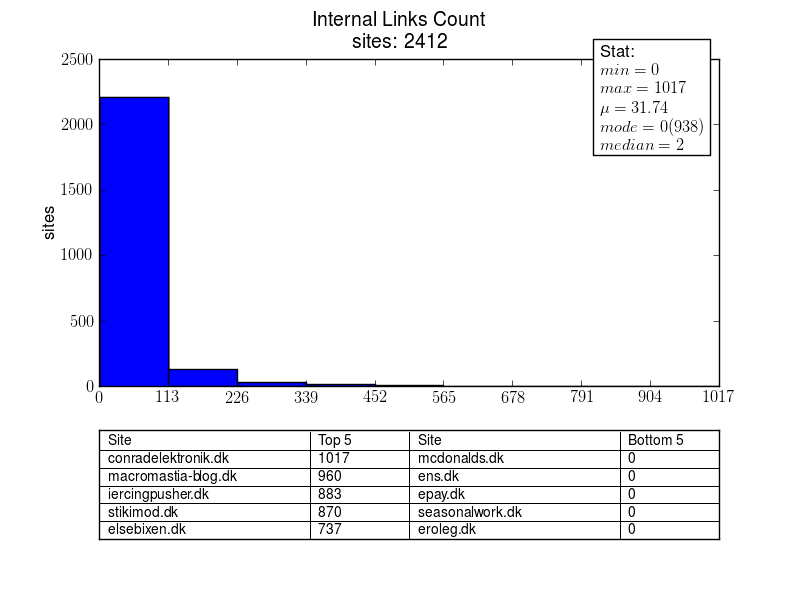 Internal Links Count
sites: 2412
Stat:
min = 0
max = 1017
μ = 31.74
mode = 0(938)
median = 2
sites
2500
2000
1500
1000
500
0
0 113 226 339 452 565 678 791 904 1017
Site Top 5 Site Bottom 5
conradelektronik.dk 1017 mcdonalds.dk 0
macromastia-blog.dk 960 ens.dk 0
iercingpusher.dk 883 epay.dk 0
stikimod.dk 870 seasonalwork.dk 0
elsebixen.dk 737 eroleg.dk 0